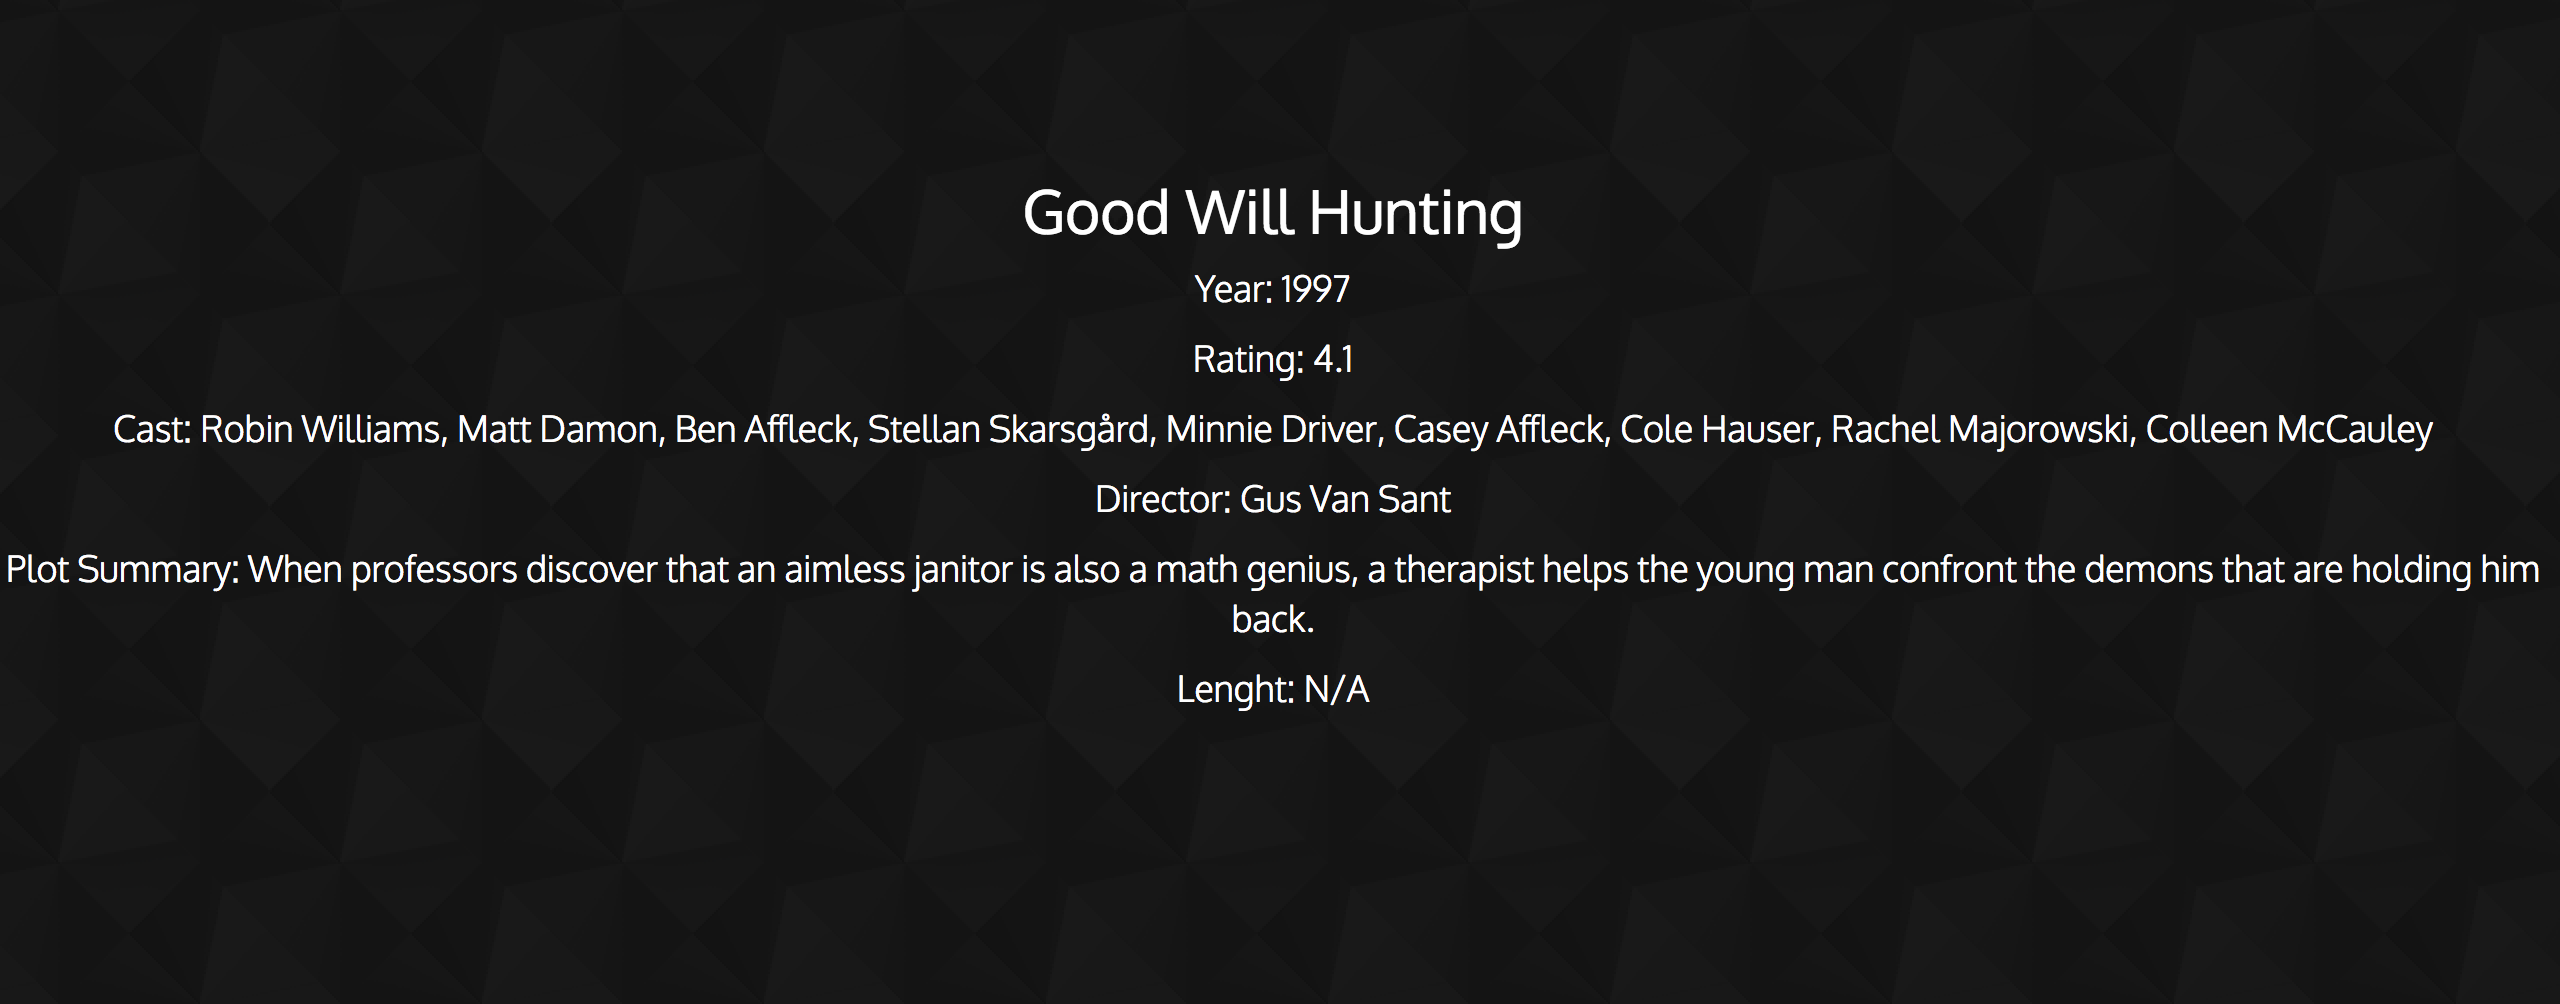 Good Will Hunting
Year: 1997
Rating: 4.1
Cast: Robin Williams, Matt Damon, Ben Affleck, Stellan Skarsgård, Minnie Driver, Casey Affleck, Cole Hauser, Rachel Majorowski, Colleen McCauley
Director: Gus Van Sant
Plot Summary: When professors discover that an aimless janitor is also a math genius, a therapist helps the young man confront the demons that are holding him
back.
Lenght: N/A